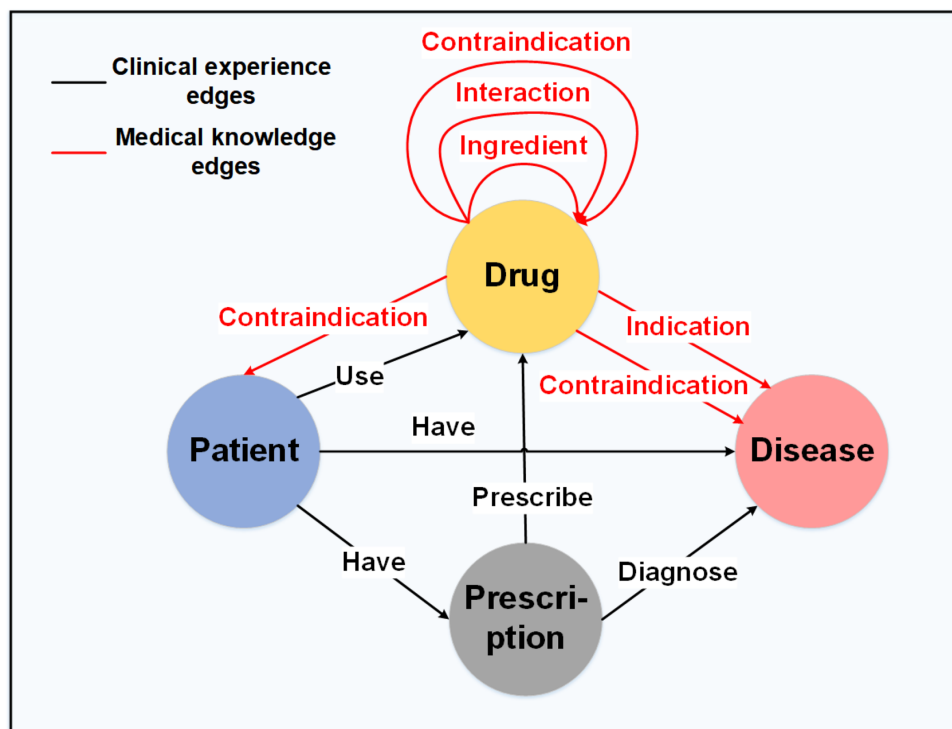 Clinical experience
edges
Medical knowledge
edges
Contraindication
Interaction
Ingredient
Drug
Contraindication
Indication
Use
Contraindication
Have
Patient
Disease
Prescribe
Have
Diagnose
Prescri-
ption